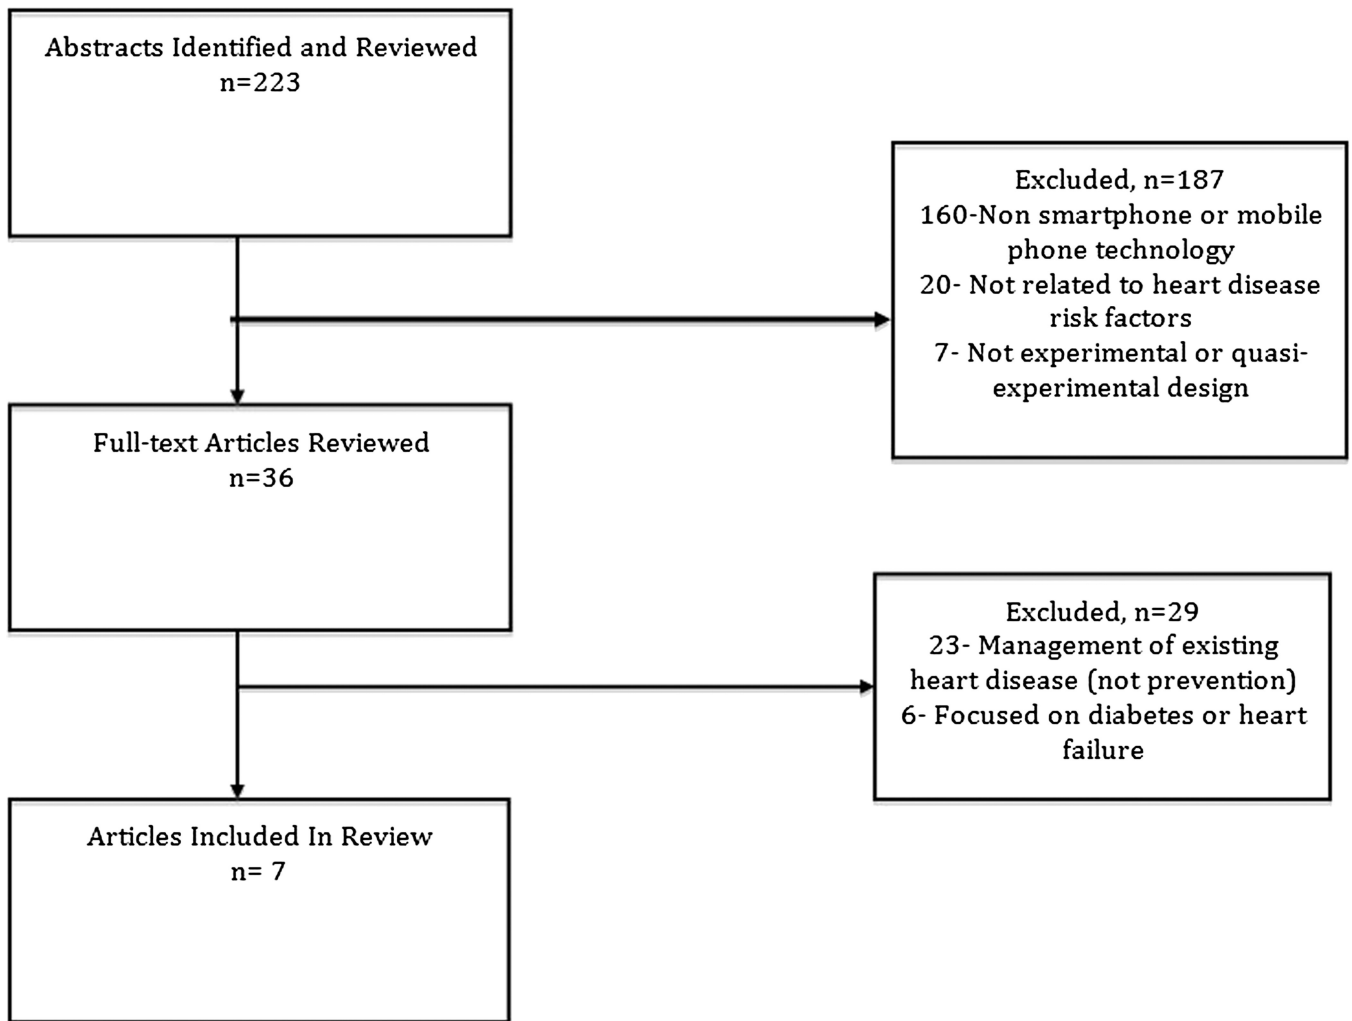 Abstracts Identified and Reviewed
n=223
Excluded, n=187
160-Non smartphone or mobile
phone technology
20- Not related to heart disease
risk factors
7- Not experimental or quasi-
experimental design
Full-text Articles Reviewed
n=36
Excluded, n=29
23- Management of existing
heart disease (not prevention)
6- Focused on diabetes or heart
failure
Articles Included In Review
n= 7